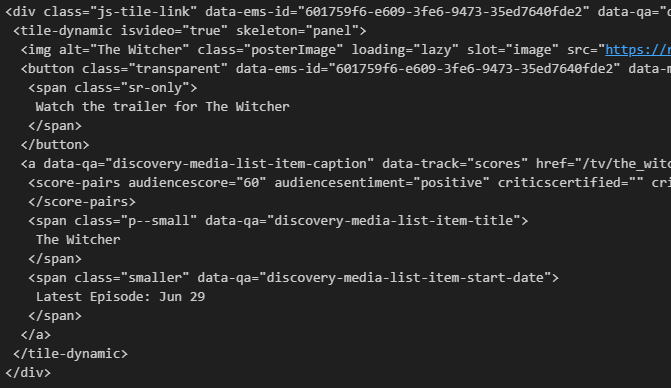 <div class="js-tile-link" data-ems-id="601759f6-e609-3fe6-9473-35ed7640fde2" data-qa="
<tile-dynamic isvideo="true" skeleton="panel">
<img alt="The Witcher" class="posterImage" loading="lazy" slot="image" src="https://
<button class="transparent" data-ems-id="601759f6-e609-3fe6-9473-35ed7640fde2" data-
<span class="sr-only">
Watch the trailer for The Witcher
</span>
</button>
<a data-qa="discovery-media-list-item-caption" data-track="scores" href="/tv/the_witc
<score-pairs audiencescore="60" audiencesentiment="positive" criticscertified="" cri
</score-pairs>
<span class="p--small" data-qa="discovery-media-list-item-title">
The Witcher
</span>
<span class="smaller" data-qa="discovery-media-list-item-start-date">
Latest Episode: Jun 29
</span>
</a>
</tile-dynamic>
</div>